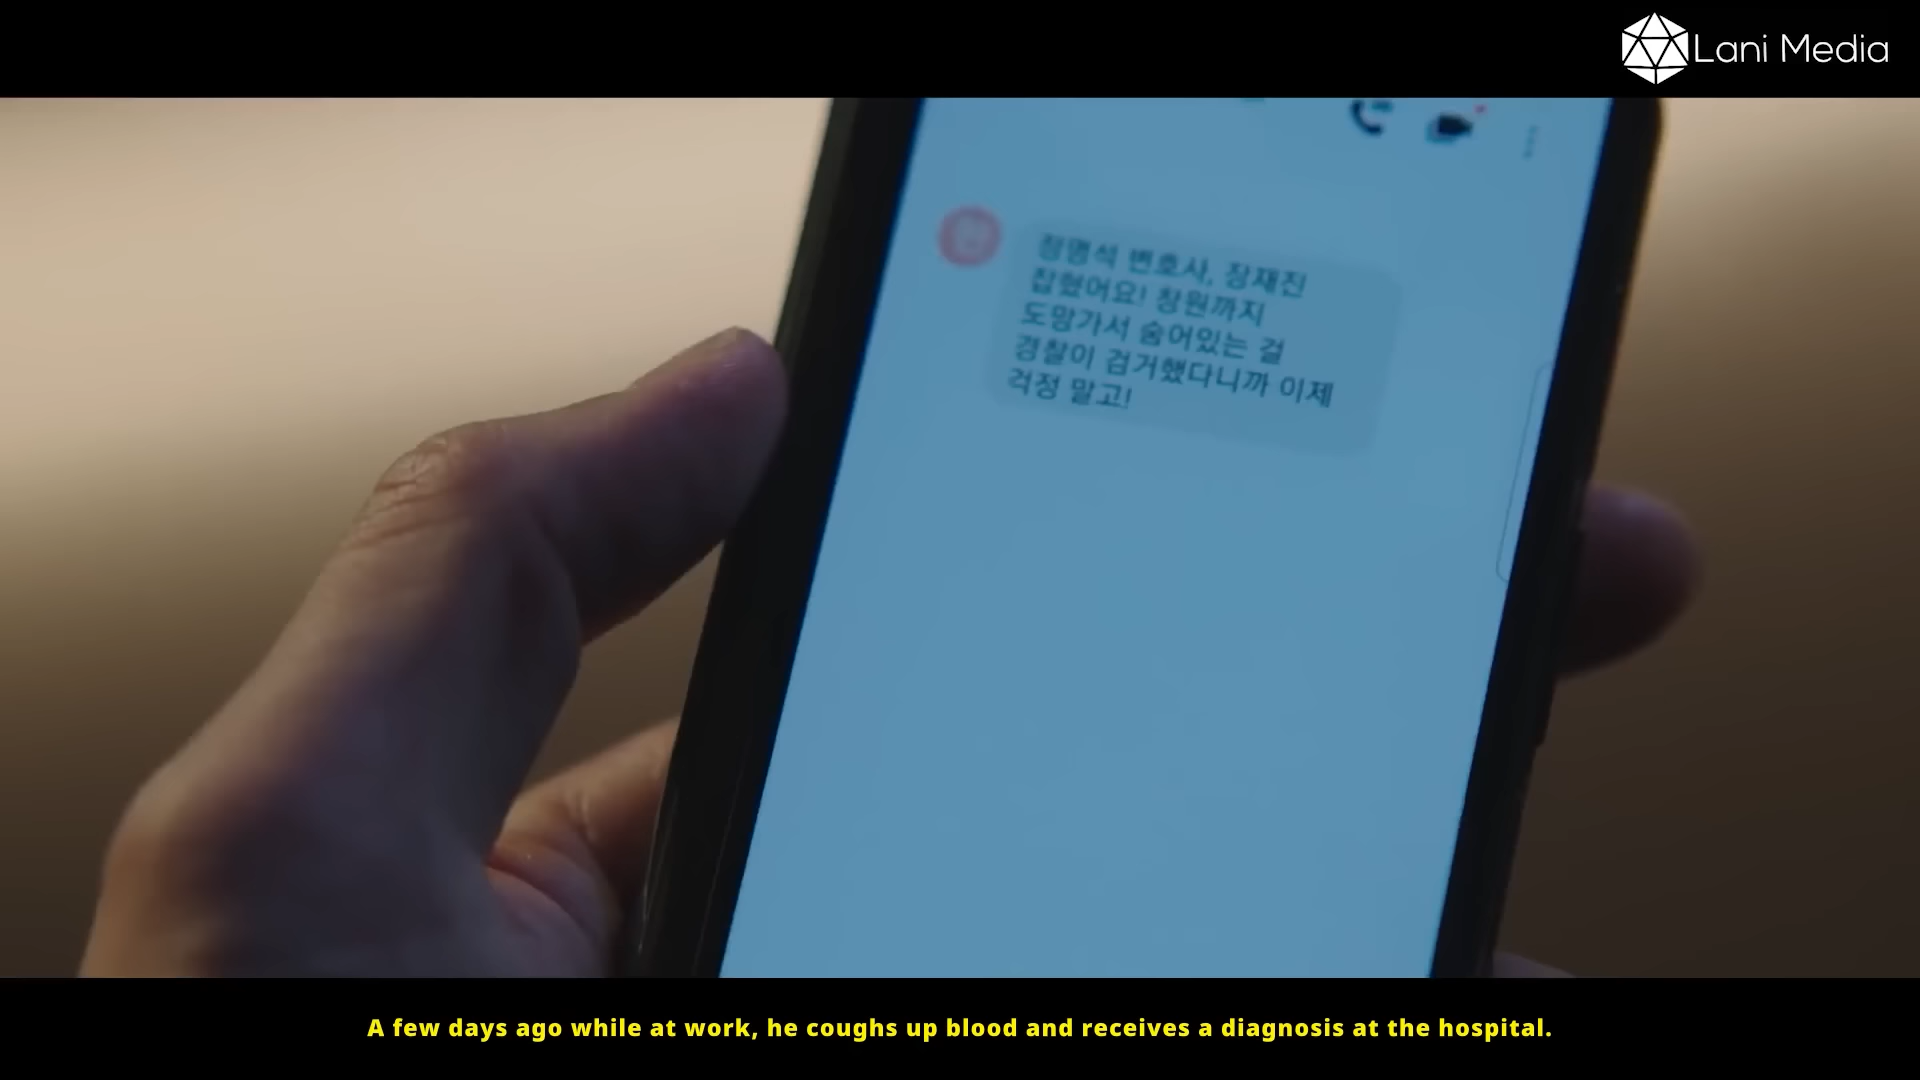 Lani Media
정명석 변호사, 장재진
잡혔어요! 창원까지
도망가서 숨어있는 걸
경찰이 검거했다니까 이제
걱정 말고!
A few days ago while at work, he coughs up blood and receives a diagnosis at the hospital.